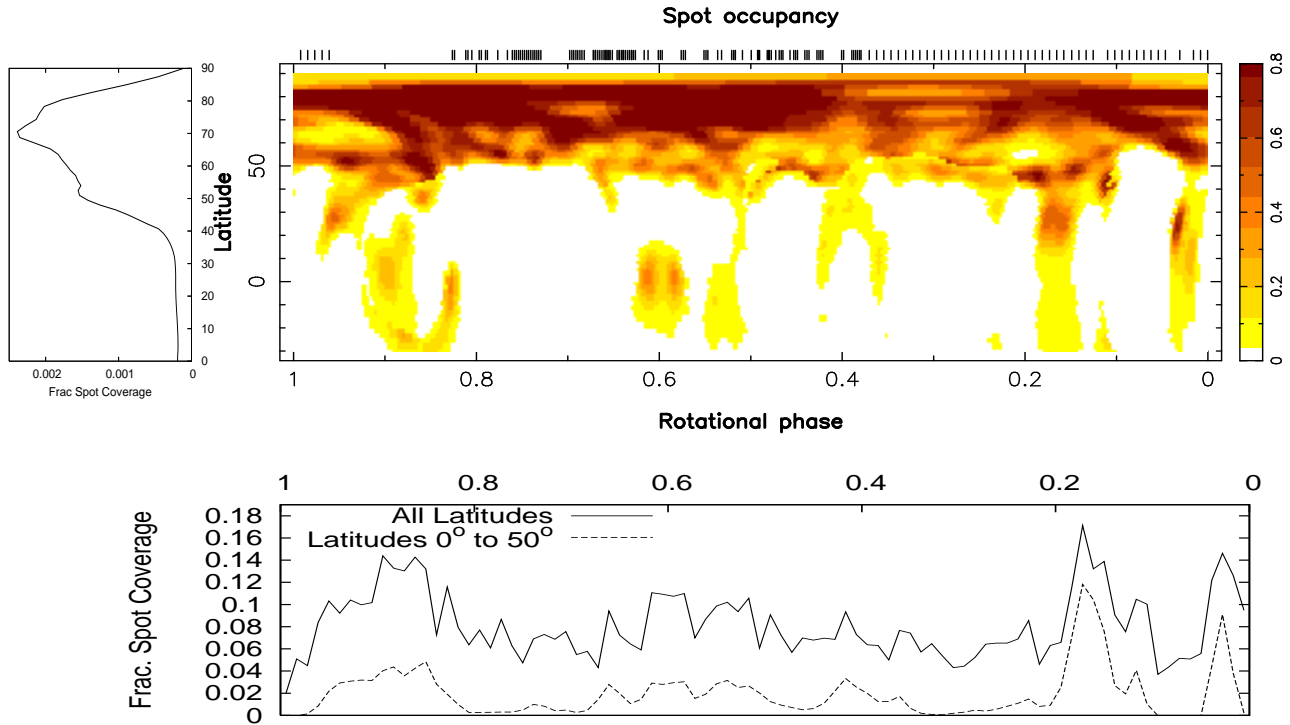 Spot occupancy
90
80
70
60
50
40
30
20
10
0
0.002 0.001 0
Frac Spot Coverage
Latitude
50
0
1 0.8 0.6 0.4 0.2 0
Rotational phase
0.8
0.6
0.4
0.2
0
1 0.8 0.6 0.4 0.2 0
Frac. Spot Coverage
0.18
0.16
0.14
0.12
0.1
0.08
0.06
0.04
0.02
0
All Latitudes
Latitudes 0° to 50°